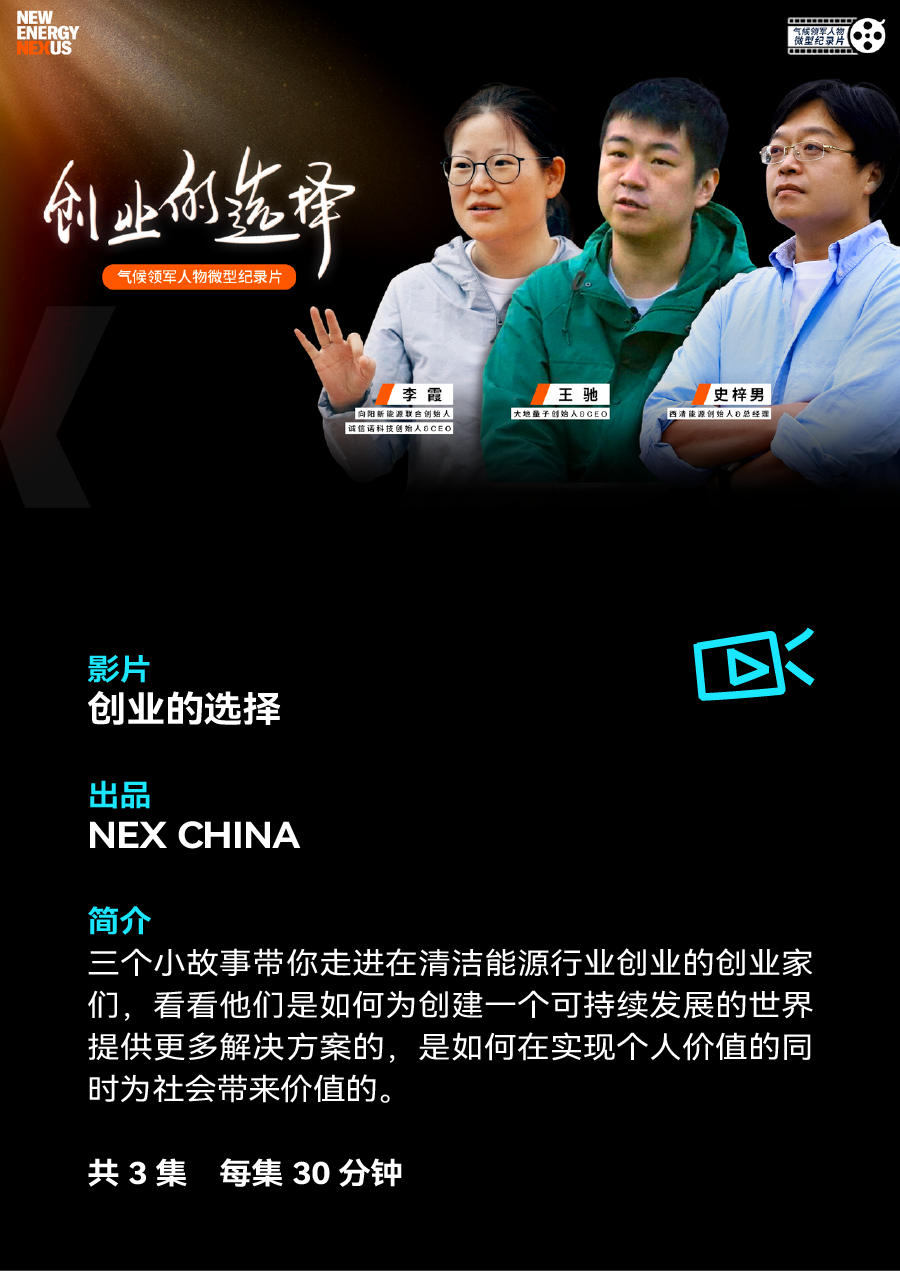 NEW
ENERGY
NEXUS
气候领军人物
微型纪录片
创业的选择
气候领军人物微型纪录片
李霞
向阳新能源联合创始人
诚信诺科技创始人&CEO
王驰
大地量子创始人&CEO
史梓男
西清能源创始人&总经理
影片
创业的选择
出品
NEX CHINA
简介
三个小故事带你走进在清洁能源行业创业的创业家
们，看看他们是如何为创建一个可持续发展的世界
提供更多解决方案的，是如何在实现个人价值的同
时为社会带来价值的。
共 3 集 每集 30 分钟